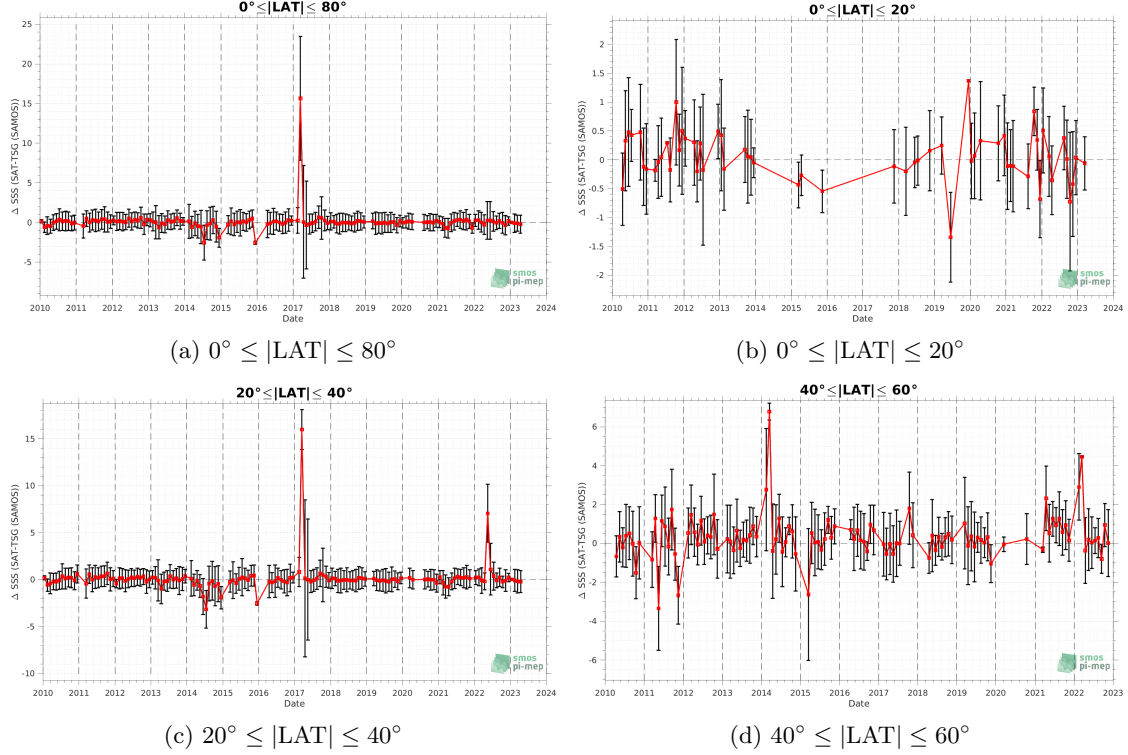 0°≤|LAT|≤ 80°
Δ SSS (SAT-TSG (SAMOS))
25
20
15
10
5
0
-5
2010 2011 2012 2013 2014 2015 2016 2017 2018 2019 2020 2021 2022 2023 2024
Date
smos
pi-mep
(a) 0° ≤ |LAT| ≤ 80°
0°≤|LAT|≤ 20°
Δ SSS (SAT-TSG (SAMOS))
2
1.5
1
0.5
0
-0.5
-1
-1.5
-2
2010 2011 2012 2013 2014 2015 2016 2017 2018 2019 2020 2021 2022 2023 2024
Date
smos
pi-mep
(b) 0° ≤ |LAT| ≤ 20°
20°≤|LAT|≤ 40°
Δ SSS (SAT-TSG (SAMOS))
15
10
5
0
-5
-10
2010 2011 2012 2013 2014 2015 2016 2017 2018 2019 2020 2021 2022 2023 2024
Date
smos
pi-mep
(c) 20° ≤ |LAT| ≤ 40°
40°≤|LAT|≤ 60°
Δ SSS (SAT-TSG (SAMOS))
6
4
2
0
-2
-4
-6
2010 2011 2012 2013 2014 2015 2016 2017 2018 2019 2020 2021 2022 2023
Date
smos
pi-mep
(d) 40° ≤ |LAT| ≤ 60°